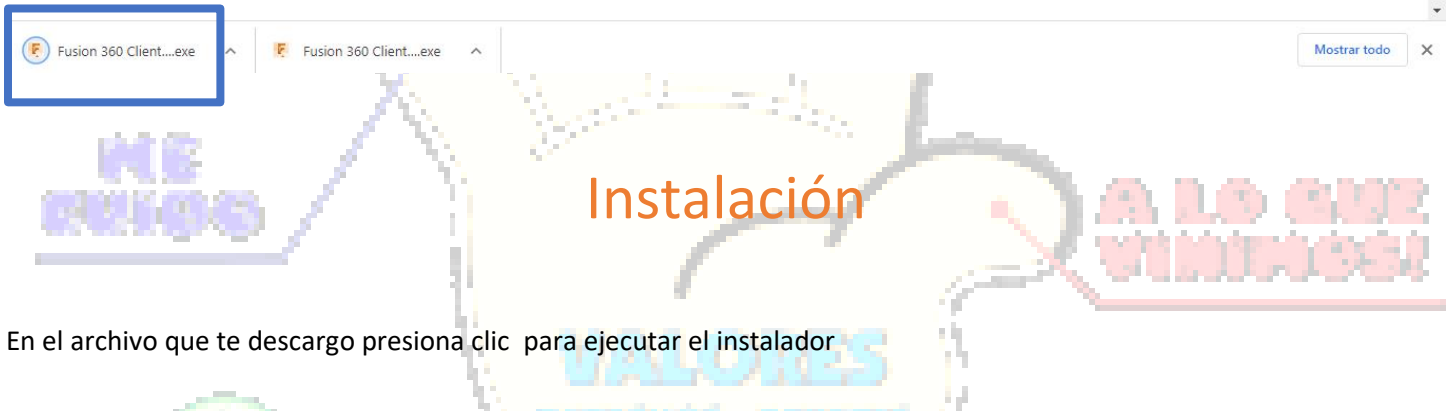 Fusion 360 Client....exe
Fusion 360 Client....exe
Mostrar todo
ME
CUIDO
Instalación
A LO QUE
VINIMOS!
En el archivo que te descargo presiona clic  para ejecutar el instalador
VALORES